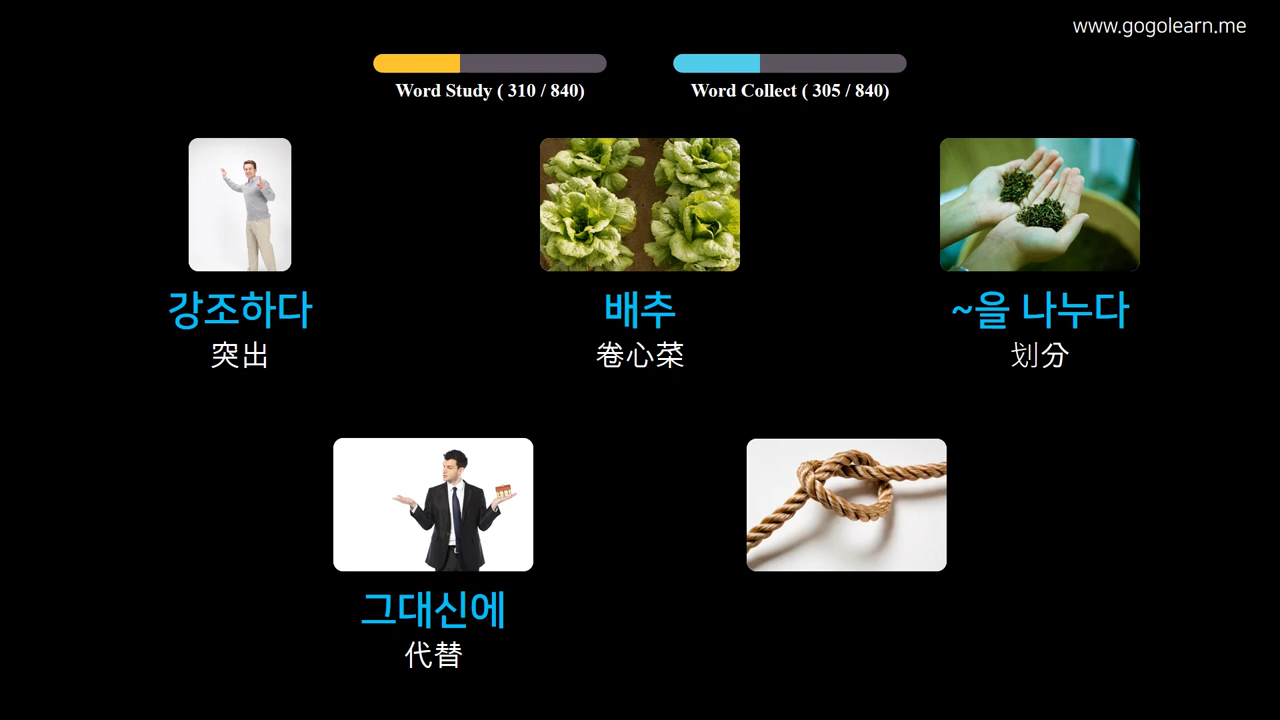 www.gogolearn.me
Word Study ( 310 / 840)
Word Collect ( 305 / 840)
강조하다
突出
배추
卷心菜
~을 나누다
划分
그대신에
代替